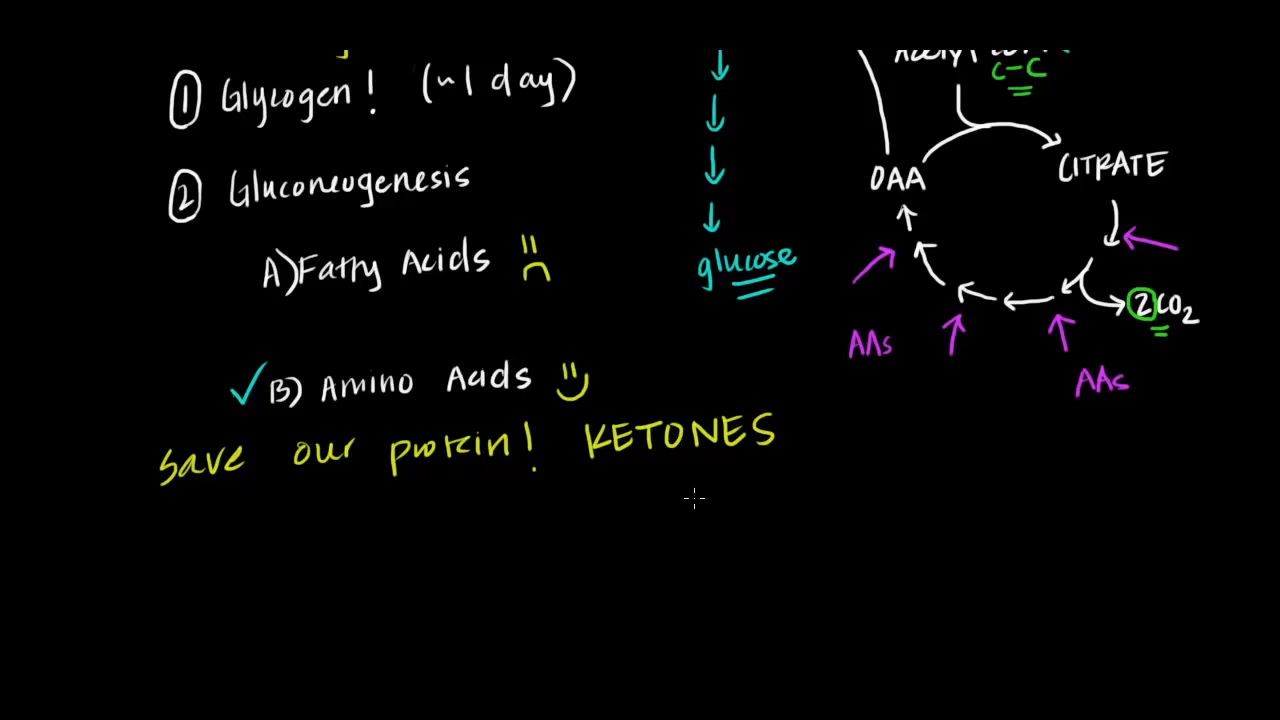 ① Glycogen! (~1 day)
② Gluconeogenesis
A) Fatty Acids
✓ B) Amino Acids
save our protein! KETONES
glucose
Acetyl
C-C
OAA
CITRATE
2CO₂
AAs
AAs